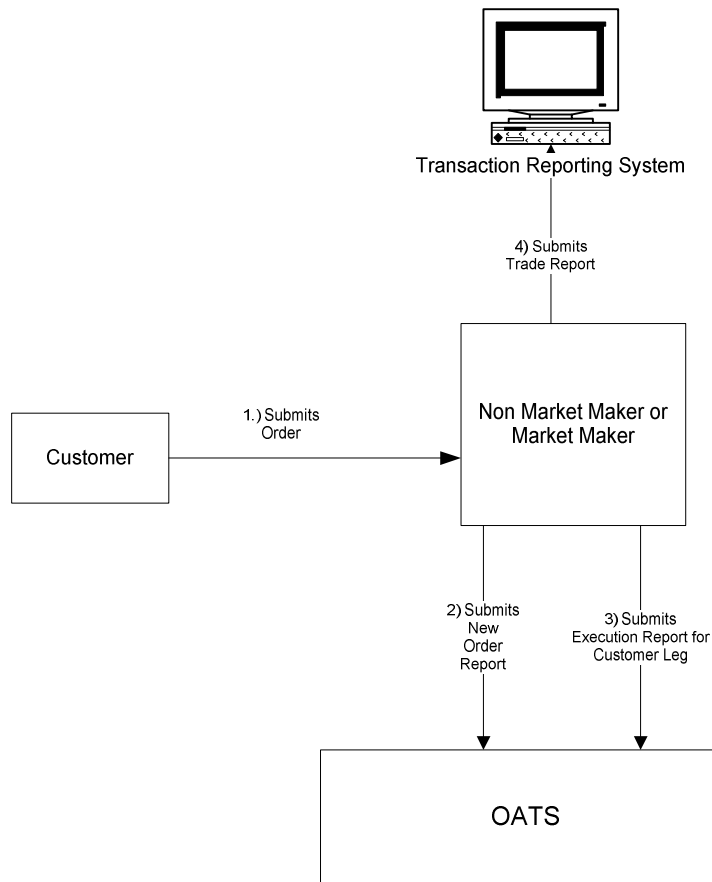 Transaction Reporting System
4) Submits
Trade Report
Non Market Maker or
Market Maker
1.) Submits
Order
Customer
2) Submits
New
Order
Report
3) Submits
Execution Report for
Customer Leg
OATS